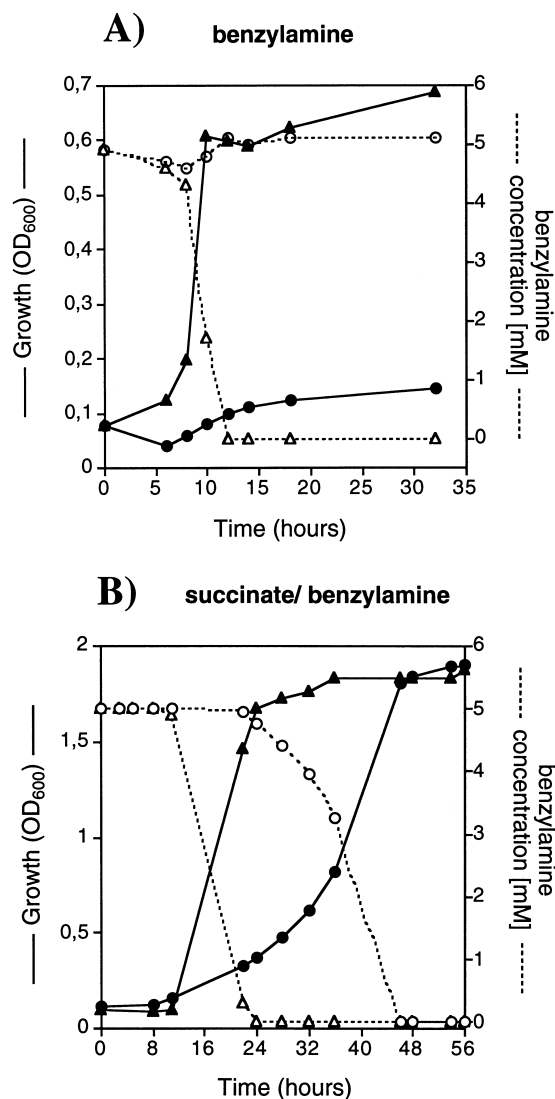 A) benzylamine
0,7
0,6
0,5
0,4
0,3
0,2
0,1
0
Growth (OD600)
6
5
4
3
2
1
0
benzylamine
concentration [mM]
0 5 10 15 20 25 30 35
Time (hours)
B) succinate/ benzylamine
2
1,5
1
0,5
0
Growth (OD600)
6
5
4
3
2
1
0
benzylamine
concentration [mM]
0 8 16 24 32 40 48 56
Time (hours)